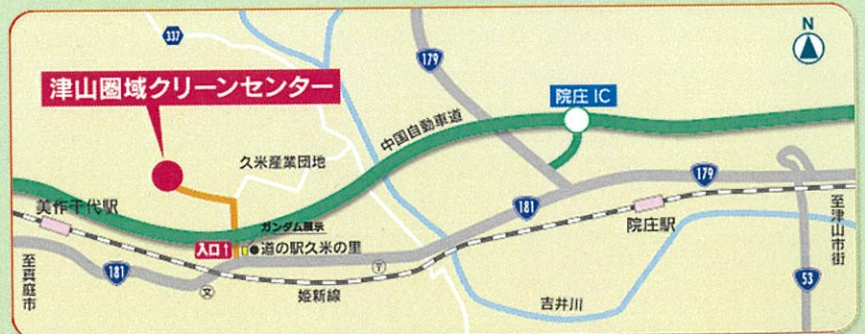 N
337
179
津山圏域クリーンセンター
院庄 IC
中国自動車道
久米産業団地
179
美作千代駅
181
ガンダム展示
入口↑
道の駅久米の里
院庄駅
至津山市街
至真庭市
181
〒
文
姫新線
吉井川
53